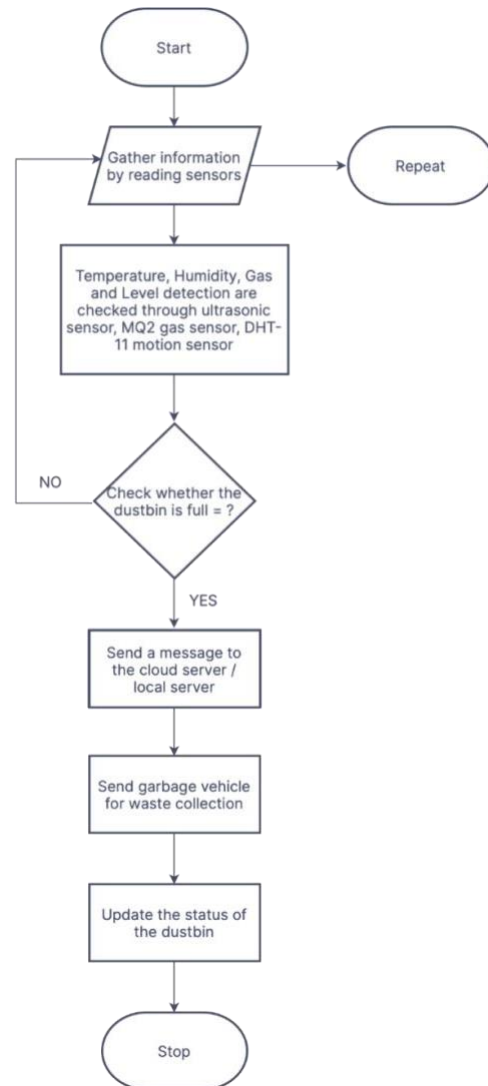 Start
Gather information
by reading sensors
Repeat
Temperature, Humidity, Gas
and Level detection are
checked through ultrasonic
sensor, MQ2 gas sensor, DHT-
11 motion sensor
NO
Check whether the
dustbin is full = ?
YES
Send a message to
the cloud server /
local server
Send garbage vehicle
for waste collection
Update the status of
the dustbin
Stop